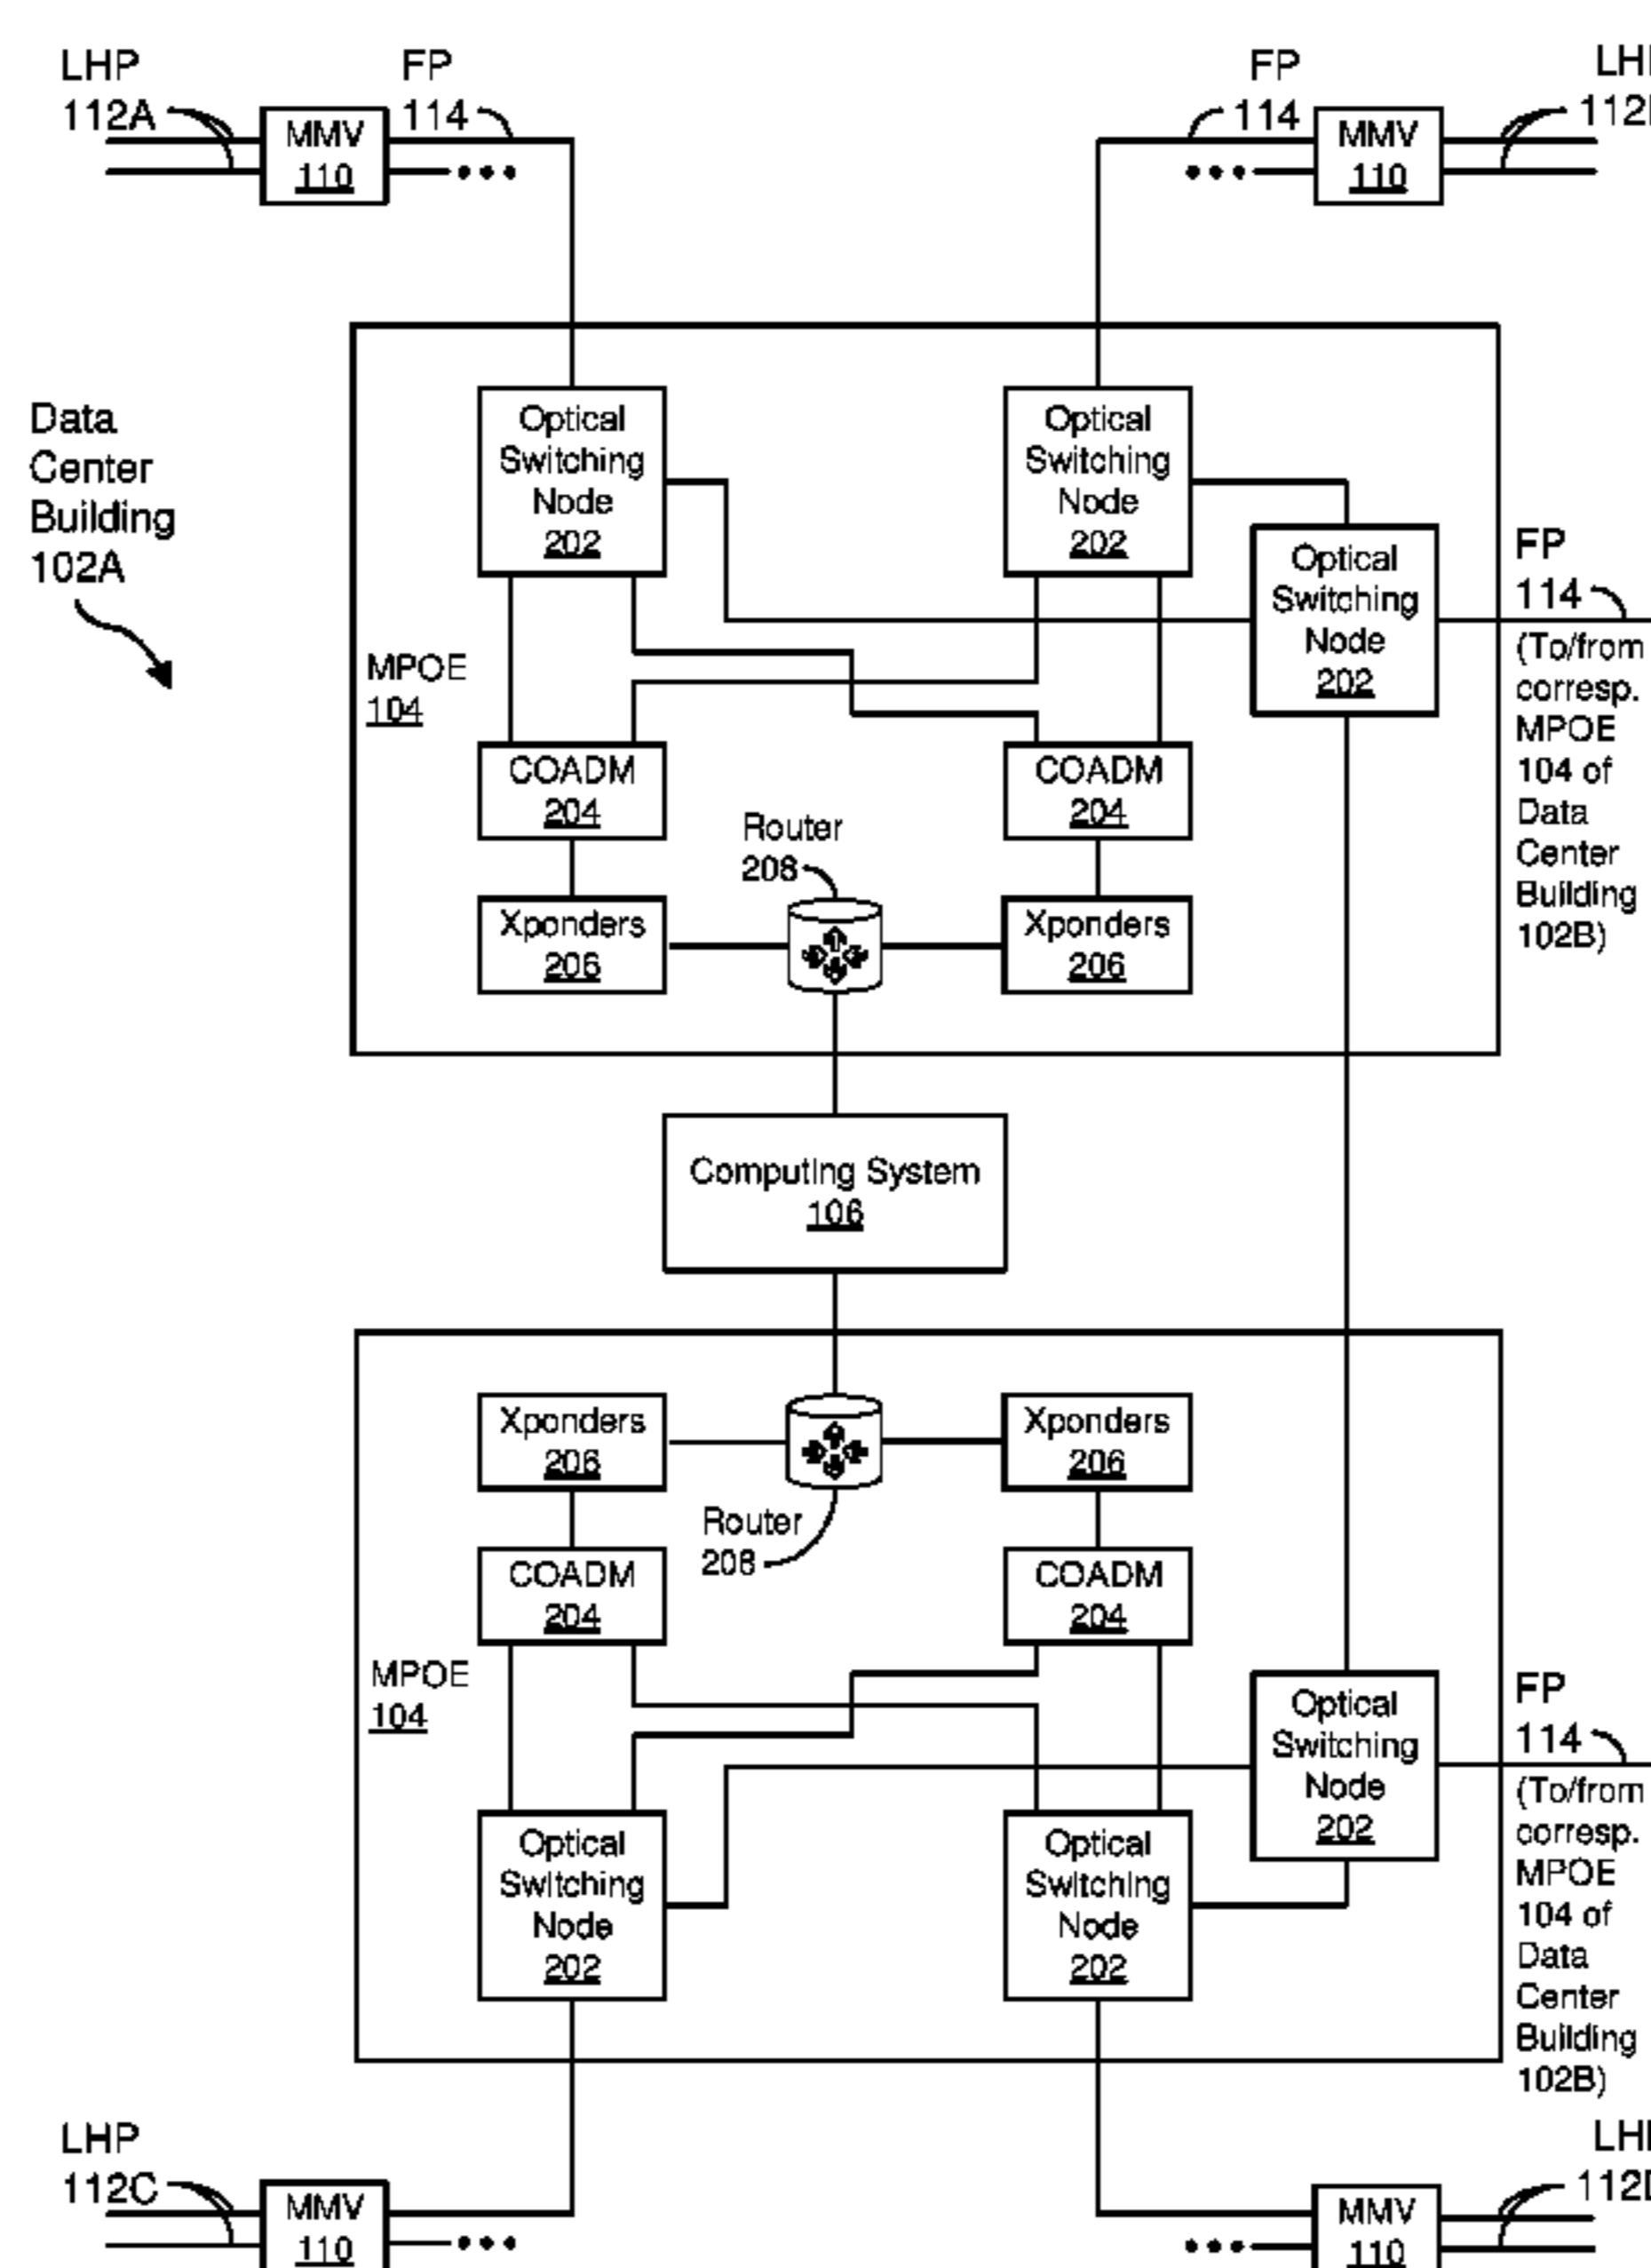 LHP
112A
MMV
110
FP
114
FP
114
MMV
110
LH
112
Data
Center
Building
102A
MPOE
104
Optical
Switching
Node
202
Optical
Switching
Node
202
Optical
Switching
Node
202
FP
114
(To/from
corresp.
MPOE
104 of
Data
Center
Building
102B)
COADM
204
COADM
204
Router
208
Xponders
206
Xponders
206
Computing System
106
Xponders
206
Xponders
206
Router
208
COADM
204
COADM
204
MPOE
104
Optical
Switching
Node
202
Optical
Switching
Node
202
Optical
Switching
Node
202
FP
114
(To/from
corresp.
MPOE
104 of
Data
Center
Building
102B)
LHP
112C
MMV
110
MMV
110
LH
112